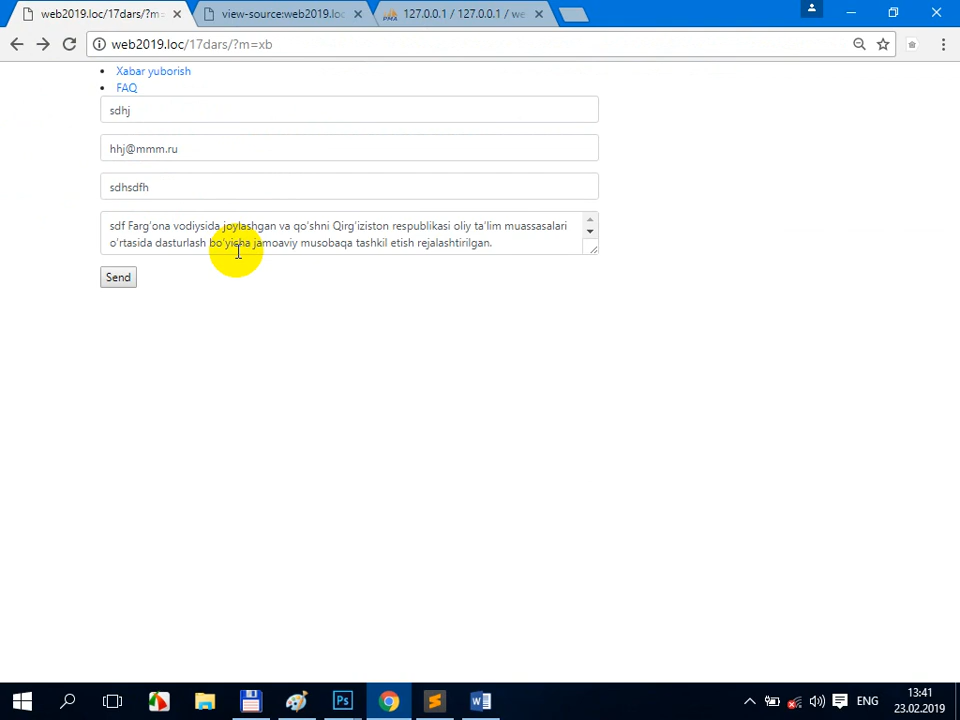 web2019.loc/17dars/?m=
view-source:web2019.loc
127.0.0.1 / 127.0.0.1 / we
web2019.loc/17dars/?m=xb
Xabar yuborish
FAQ
sdhj
hhj@mmm.ru
sdhsdfh
sdf Farg‘ona vodiysida joylashgan va qo‘shni Qirg‘iziston respublikasi oliy ta’lim muassasalari
o‘rtasida dasturlash bo‘yicha jamoaviy musobaqa tashkil etish rejalashtirilgan.
Send
Ps
ENG
13:41
23.02.2019